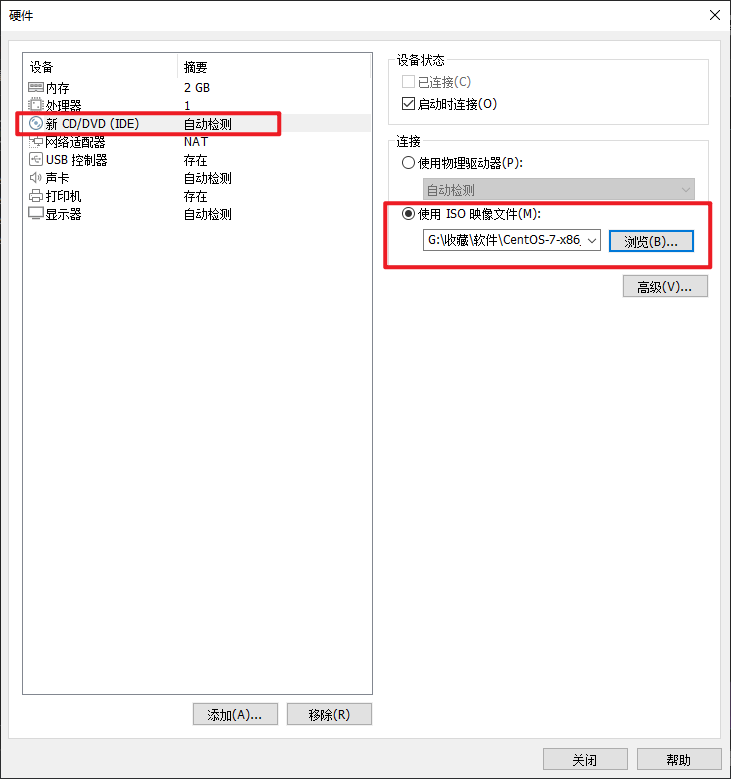 硬件
设备 摘要
内存 2 GB
处理器 1
新 CD/DVD (IDE) 自动检测
网络适配器 NAT
USB 控制器 存在
声卡 自动检测
打印机 存在
显示器 自动检测
添加(A)... 移除(R)
设备状态
已连接(C)
启动时连接(O)
连接
使用物理驱动器(P):
自动检测
使用 ISO 映像文件(M):
G:\收藏\软件\CentOS-7-x86_ 浏览(B)...
高级(V)...
关闭 帮助